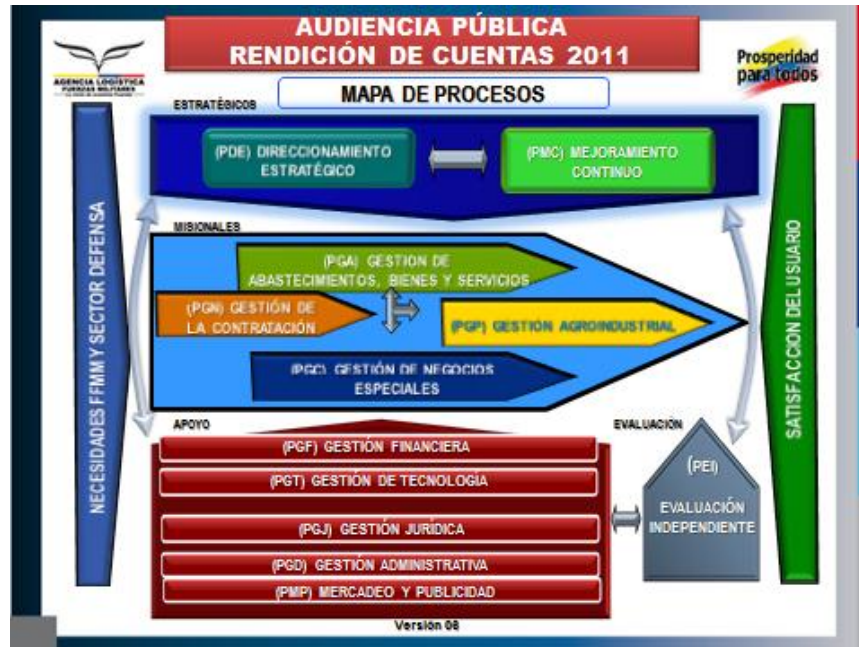 AUDIENCIA PÚBLICA
RENDICIÓN DE CUENTAS 2011
AGENCIA LOGÍSTICA
FUERZAS MILITARES
Prosperidad
para todos
MAPA DE PROCESOS
ESTRATÉGICOS
(PDE) DIRECCIONAMIENTO
ESTRATÉGICO
(PMC) MEJORAMIENTO
CONTINUO
NECESIDADES FFMM Y SECTOR DEFENSA
MISIONALES
(PGA) GESTIÓN DE
ABASTECIMIENTOS, BIENES Y SERVICIOS
(PGN) GESTIÓN DE
LA CONTRATACIÓN
(PGP) GESTIÓN AGROINDUSTRIAL
(PGC) GESTIÓN DE NEGOCIOS
ESPECIALES
SATISFACCION DEL USUARIO
APOYO
(PGF) GESTIÓN FINANCIERA
(PGT) GESTIÓN DE TECNOLOGÍA
(PGJ) GESTIÓN JURÍDICA
(PGD) GESTIÓN ADMINISTRATIVA
(PMP) MERCADEO Y PUBLICIDAD
EVALUACIÓN
(PEI)
EVALUACIÓN
INDEPENDIENTE
Versión 06